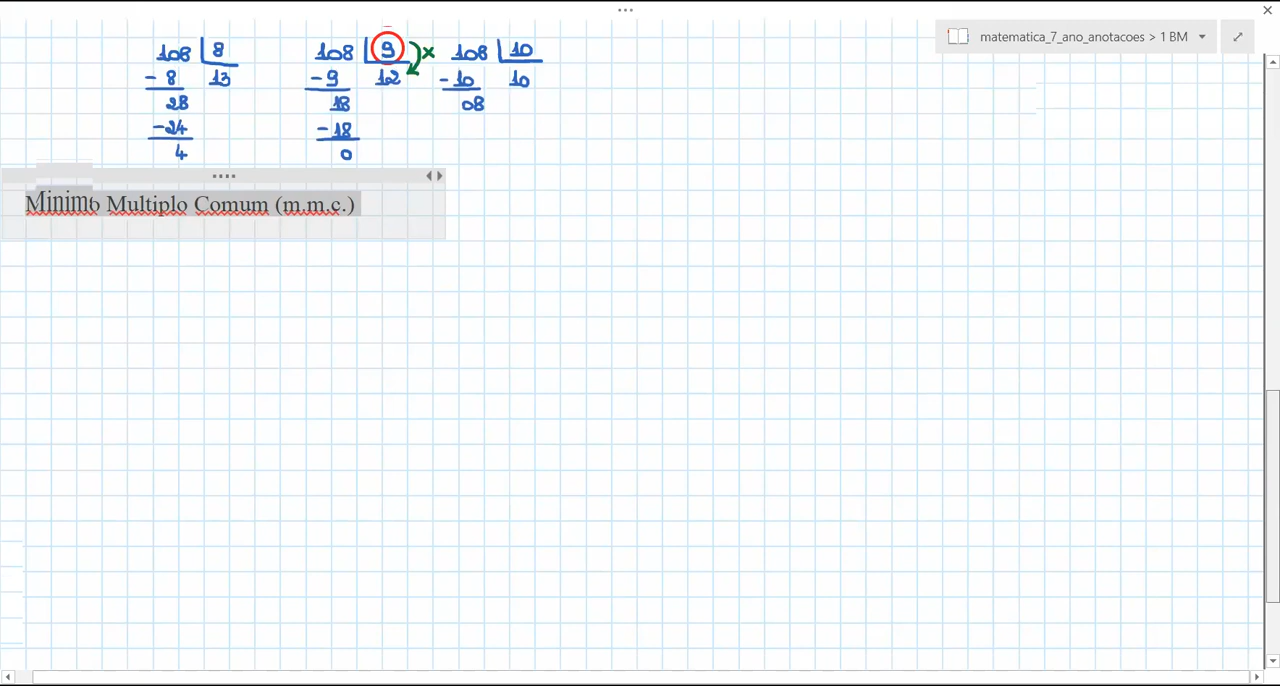 matematica_7_ano_anotacoes > 1 BM
108 8 108 9 x 108 10
- 8 13 - 9 12 - 10 10
28 18 08
-24 - 18
4 0
Minimo Multiplo Comum (m.m.c.)